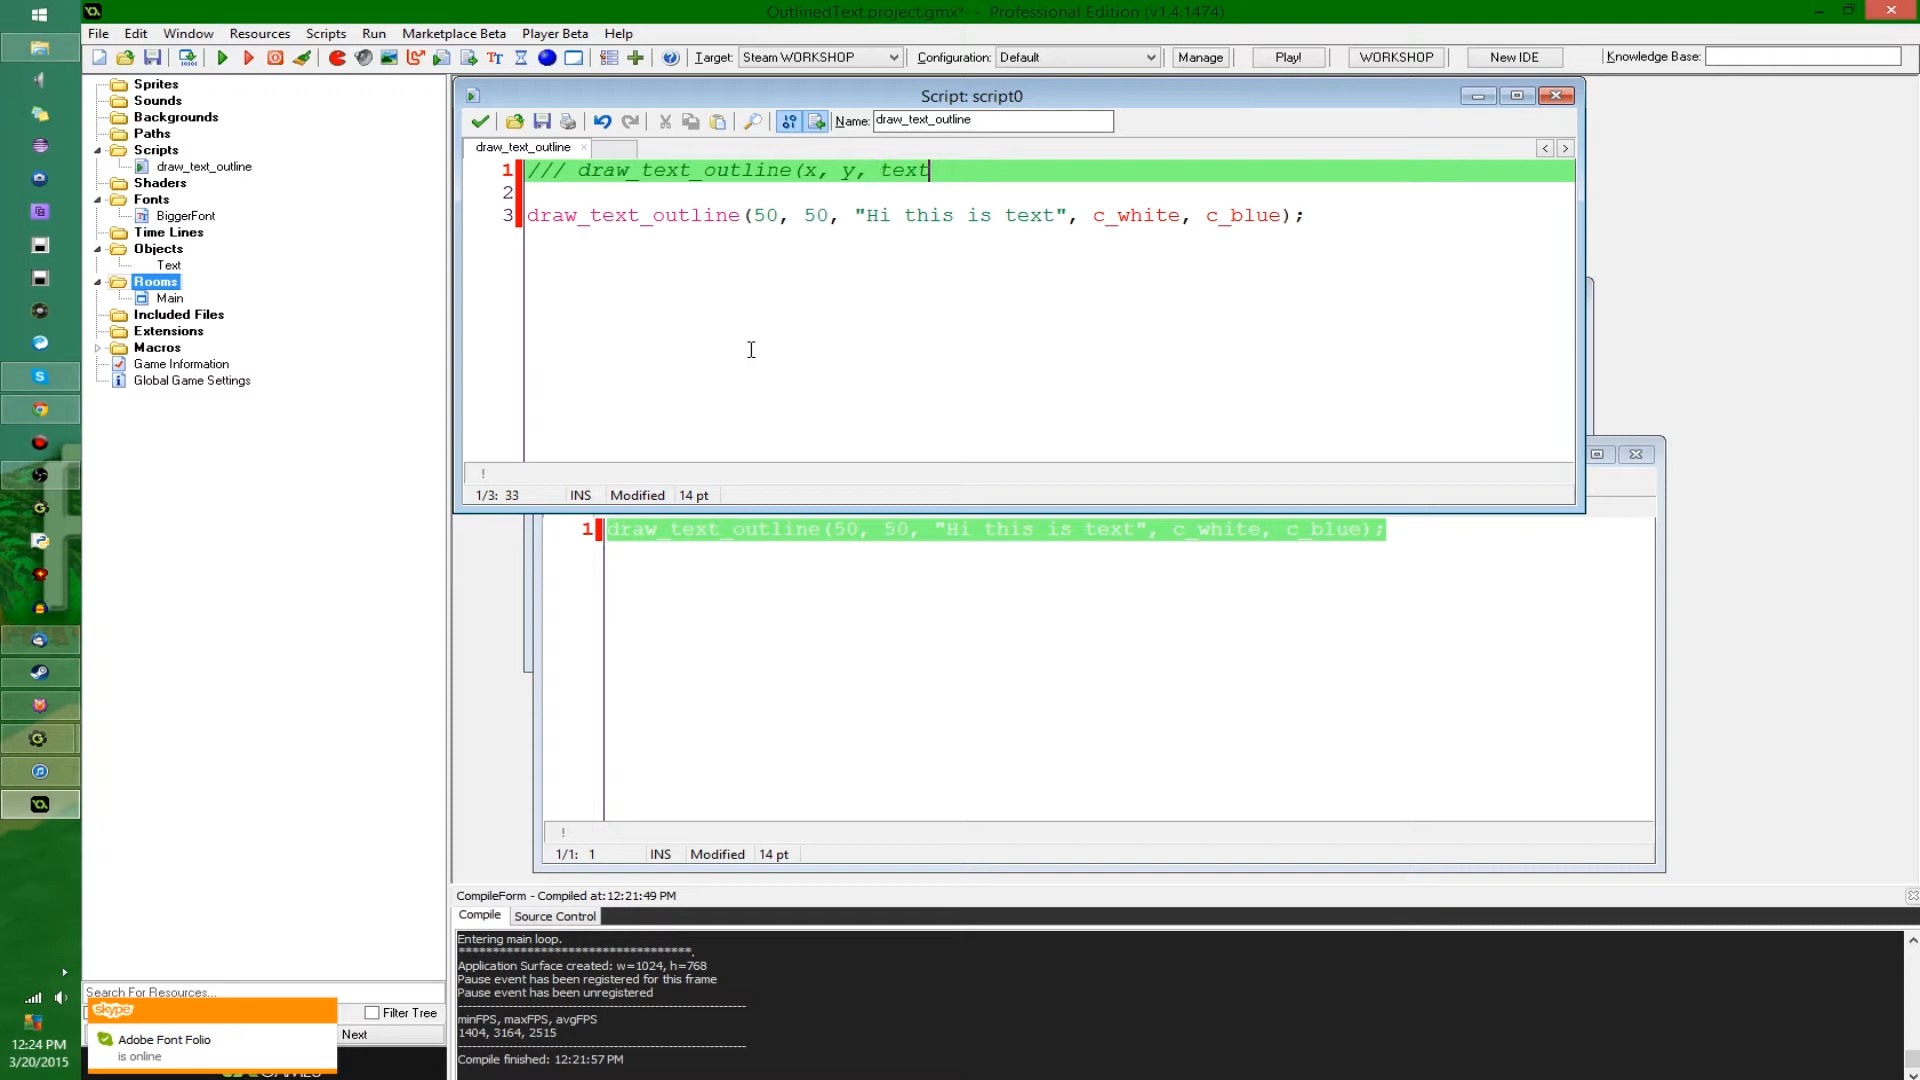 OutlinedText.project.gmx* - Professional Edition (v1.4.1474)
File Edit Window Resources Scripts Run Marketplace Beta Player Beta Help
Target: Steam WORKSHOP Configuration: Default Manage Play! WORKSHOP New IDE Knowledge Base:
Sprites
Sounds
Backgrounds
Paths
Scripts
draw_text_outline
Shaders
Fonts
BiggerFont
Time Lines
Objects
Text
Rooms
Main
Included Files
Extensions
Macros
Game Information
Global Game Settings
Search For Resources...
Filter Tree
Next
skype
Adobe Font Folio
is online
12:24 PM
3/20/2015
Script: script0
Name: draw_text_outline
draw_text_outline
1 /// draw_text_outline(x, y, text
2
3 draw_text_outline(50, 50, "Hi this is text", c_white, c_blue);
!
1/3: 33 INS Modified 14 pt
1 draw_text_outline(50, 50, "Hi this is text", c_white, c_blue);
!
1/1: 1 INS Modified 14 pt
CompileForm - Compiled at:12:21:49 PM
Compile Source Control
Entering main loop.
Application Surface created: w=1024, h=768
Pause event has been registered for this frame
Pause event has been unregistered
minFPS, maxFPS, avgFPS
1404, 3164, 2515
Compile finished: 12:21:57 PM